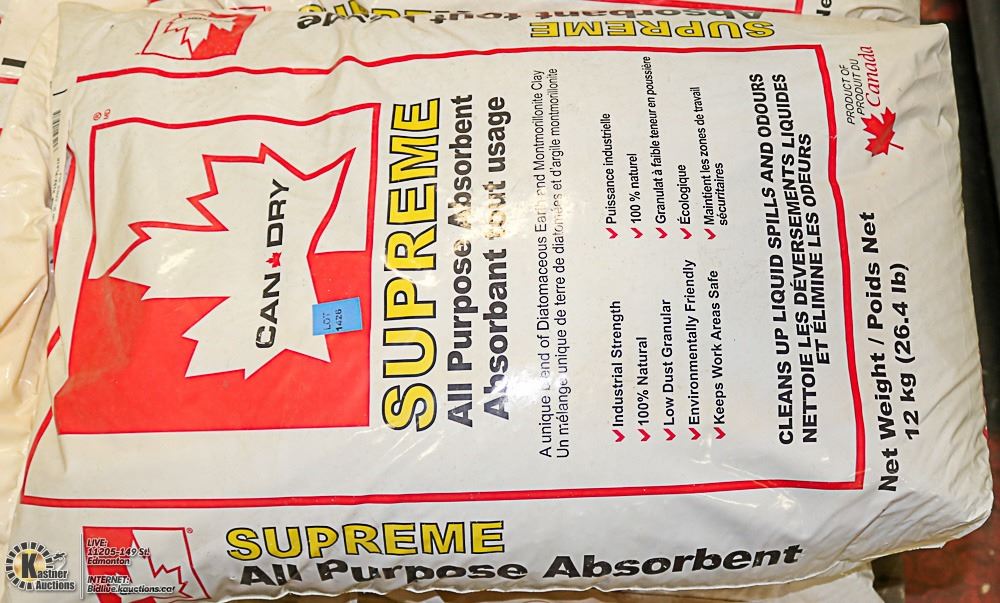 CAN DRY
LOT
1426
SUPREME
All Purpose Absorbent
Absorbant tout usage
A unique Blend of Diatomaceous Earth and Montmorillonite Clay
Un mélange unique de terre de diatomées et d'argile montmorillonite
Industrial Strength
100% Natural
Low Dust Granular
Environmentally Friendly
Keeps Work Areas Safe
Puissance industrielle
100 % naturel
Granulat à faible teneur en poussière
Écologique
Maintient les zones de travail
sécuritaires
CLEANS UP LIQUID SPILLS AND ODOURS
NETTOIE LES DÉVERSEMENTS LIQUIDES
ET ÉLIMINE LES ODEURS
PRODUCT OF
PRODUIT DU
Canada
Net Weight / Poids Net
12 kg (26.4 lb)
SUPREME
Absorbant tout
SUPREME
All Purpose Absorbent
Kastner
Auctions
LIVE:
11205-149 St.
Edmonton
INTERNET:
Bidlive.kauctions.ca